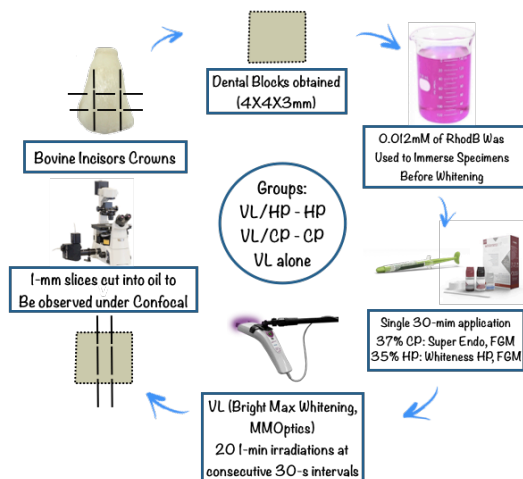 Dental Blocks obtained
(4X4X3mm)
0.012mM of RhodB Was
Used to Immerse Specimens
Before Whitening
Bovine Incisors Crowns
Groups:
VL/HP - HP
VL/CP - CP
VL alone
1-mm slices cut into oil to
Be observed under Confocal
Single 30-mim application
37% CP: Super Endo, FGM
35% HP: Whiteness HP, FGM
VL (Bright Max Whitening,
MMOptics)
20 1-min irradiations at
consecutive 30-s intervals